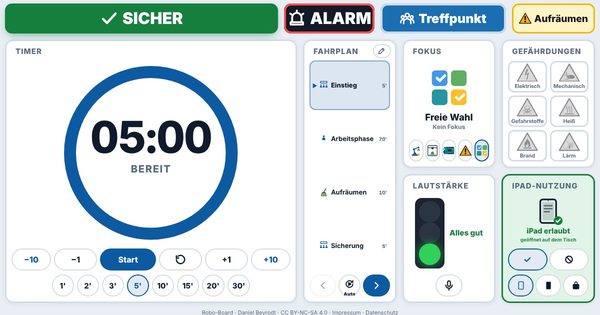 SICHER
ALARM
Treffpunkt
Aufräumen
TIMER
05:00
BEREIT
−10
−1
Start
+1
+10
1'
2'
3'
5'
10'
15'
20'
30'
FAHRPLAN
Einstieg 5'
Arbeitsphase 70'
Aufräumen 10'
Sicherung 5'
Auto
FOKUS
Freie Wahl
Kein Fokus
GEFÄHRDUNGEN
Elektrisch
Mechanisch
Gefahrstoffe
Heiß
Brand
Lärm
LAUTSTÄRKE
Alles gut
IPAD-NUTZUNG
iPad erlaubt
geöffnet auf dem Tisch
Robo-Board · Daniel Beyrodt · CC BY-NC-SA 4.0 · Impressum · Datenschutz